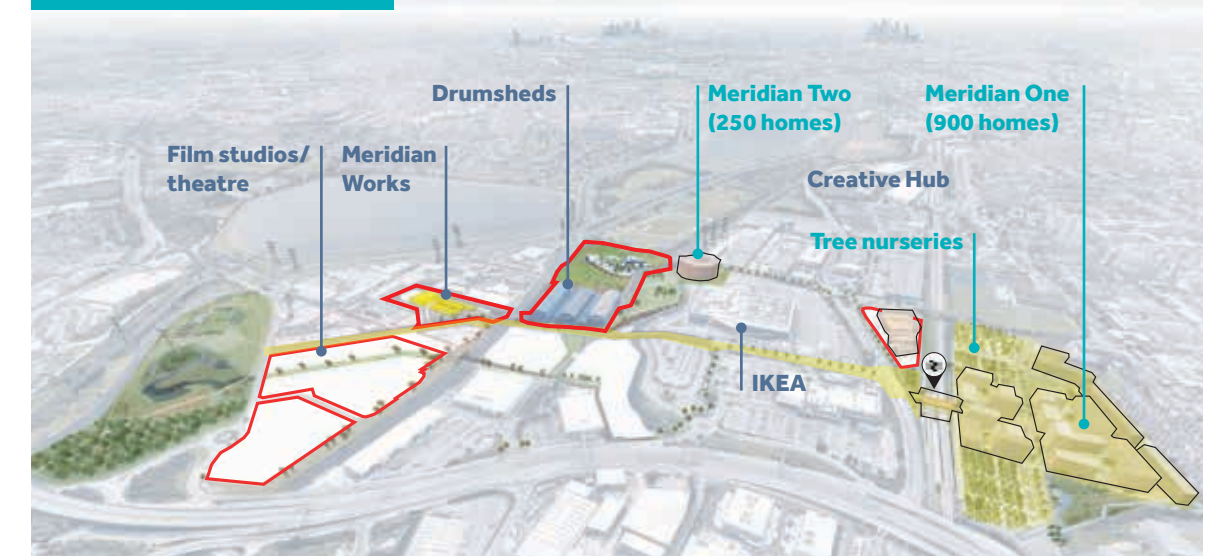 Drumsheds
Meridian Two
(250 homes)
Meridian One
(900 homes)
Film studios/
theatre
Meridian
Works
Creative Hub
Tree nurseries
IKEA